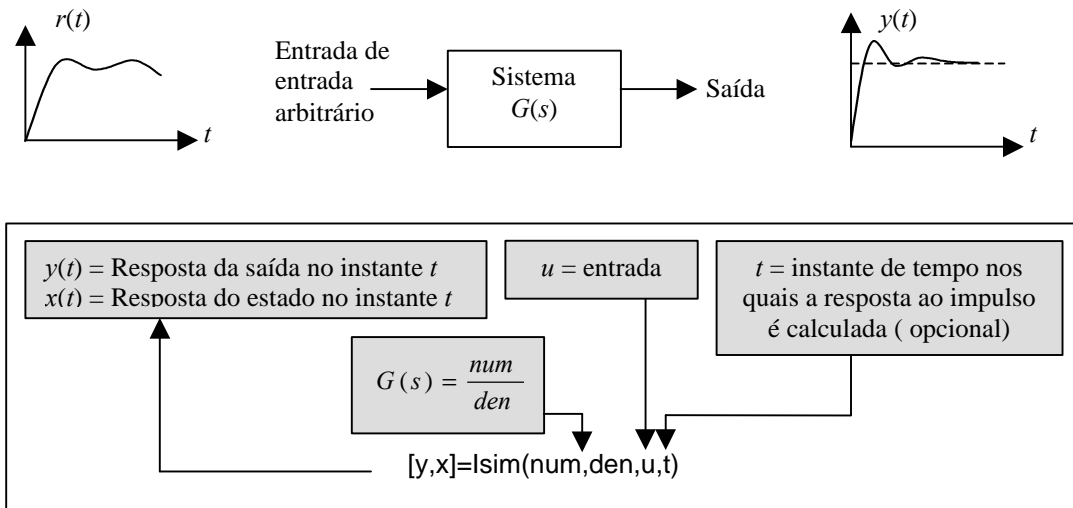 r(t)
t
Entrada de
entrada
arbitrário
Sistema
G(s)
Saída
y(t)
t
y(t) = Resposta da saída no instante t
x(t) = Resposta do estado no instante t
u = entrada
t = instante de tempo nos
quais a resposta ao impulso
é calculada ( opcional)
G(s) = num
den
[y,x]=lsim(num,den,u,t)